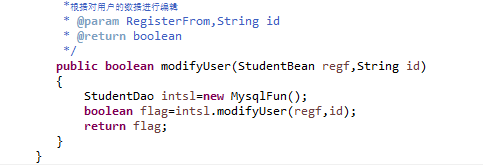 *根据对用户的数据进行编辑
* @param RegisterFrom,String id
* @return boolean
*/
public boolean modifyUser(StudentBean regf,String id)
{
StudentDao intsl=new MysqlFun();
boolean flag=intsl.modifyUser(regf,id);
return flag;
}
}